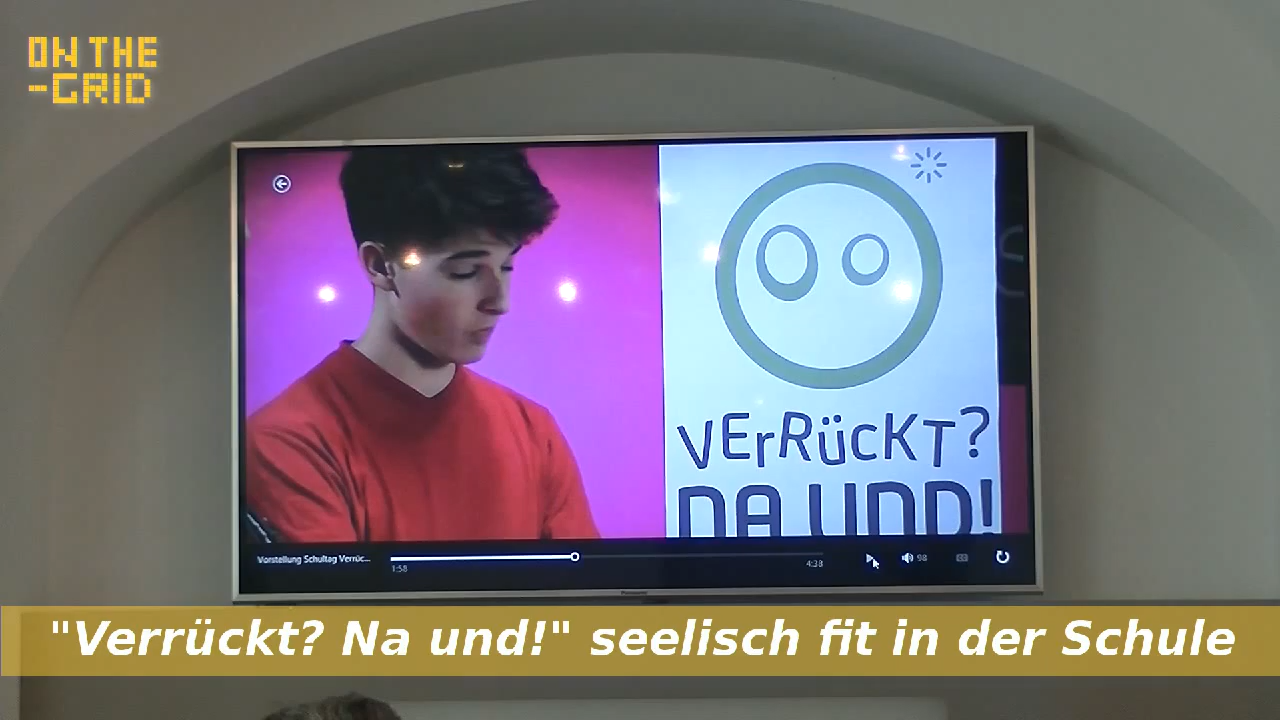 ON THE
-GRID
VErRücKT?
NA UND!
Vorstellung Schultag Verrüc...
1:58
4:38
98
Panasonic
"Verrückt? Na und!" seelisch fit in der Schule